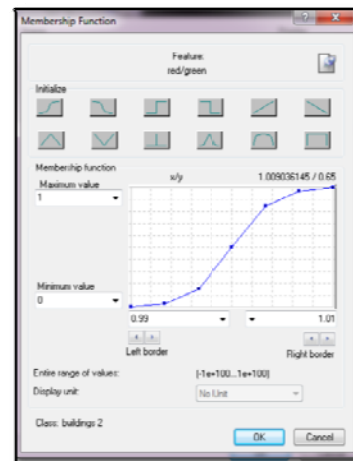 Membership Function
Feature:
red/green
Initialize
Membership function
Maximum value
x/y
1.009036145 / 0.65
1
Minimum value
0
0.99
1.01
Left border
Right border
Entire range of values:
[-1e+100...1e+100]
Display unit:
No Unit
Class: buildings 2
OK
Cancel